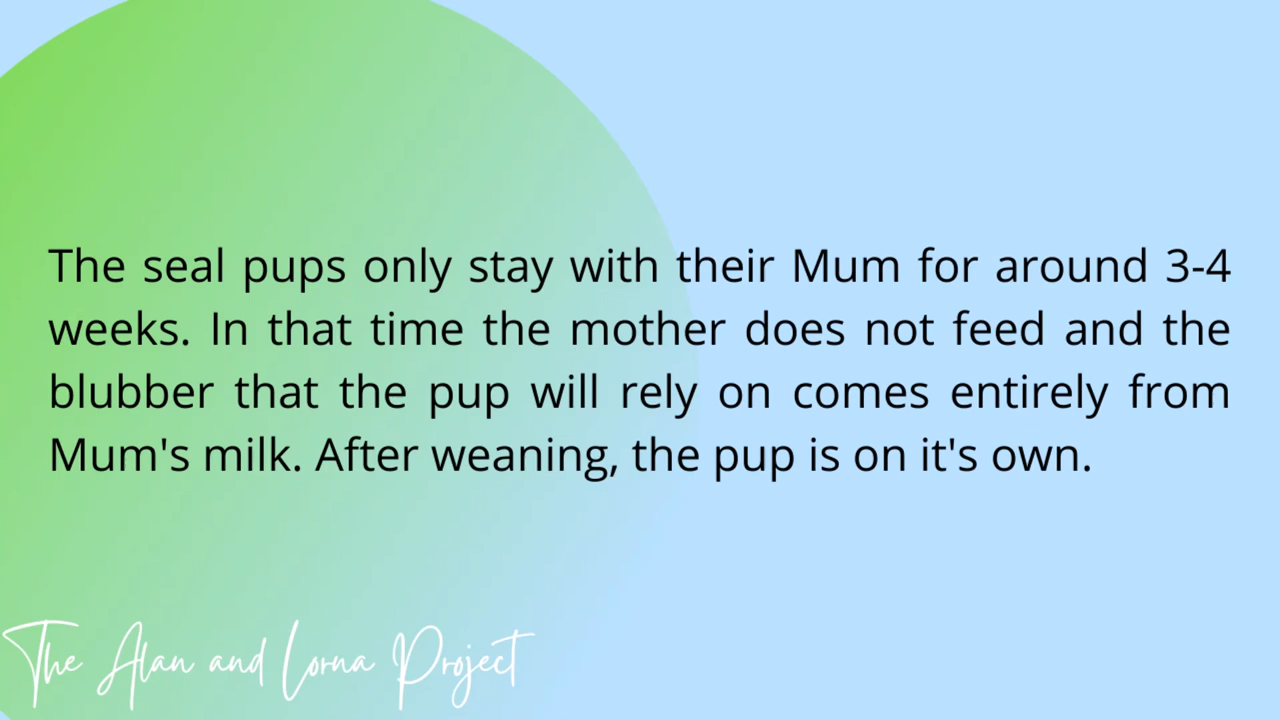 The seal pups only stay with their Mum for around 3-4
weeks. In that time the mother does not feed and the
blubber that the pup will rely on comes entirely from
Mum's milk. After weaning, the pup is on it's own.
The Alan and Lorna Project